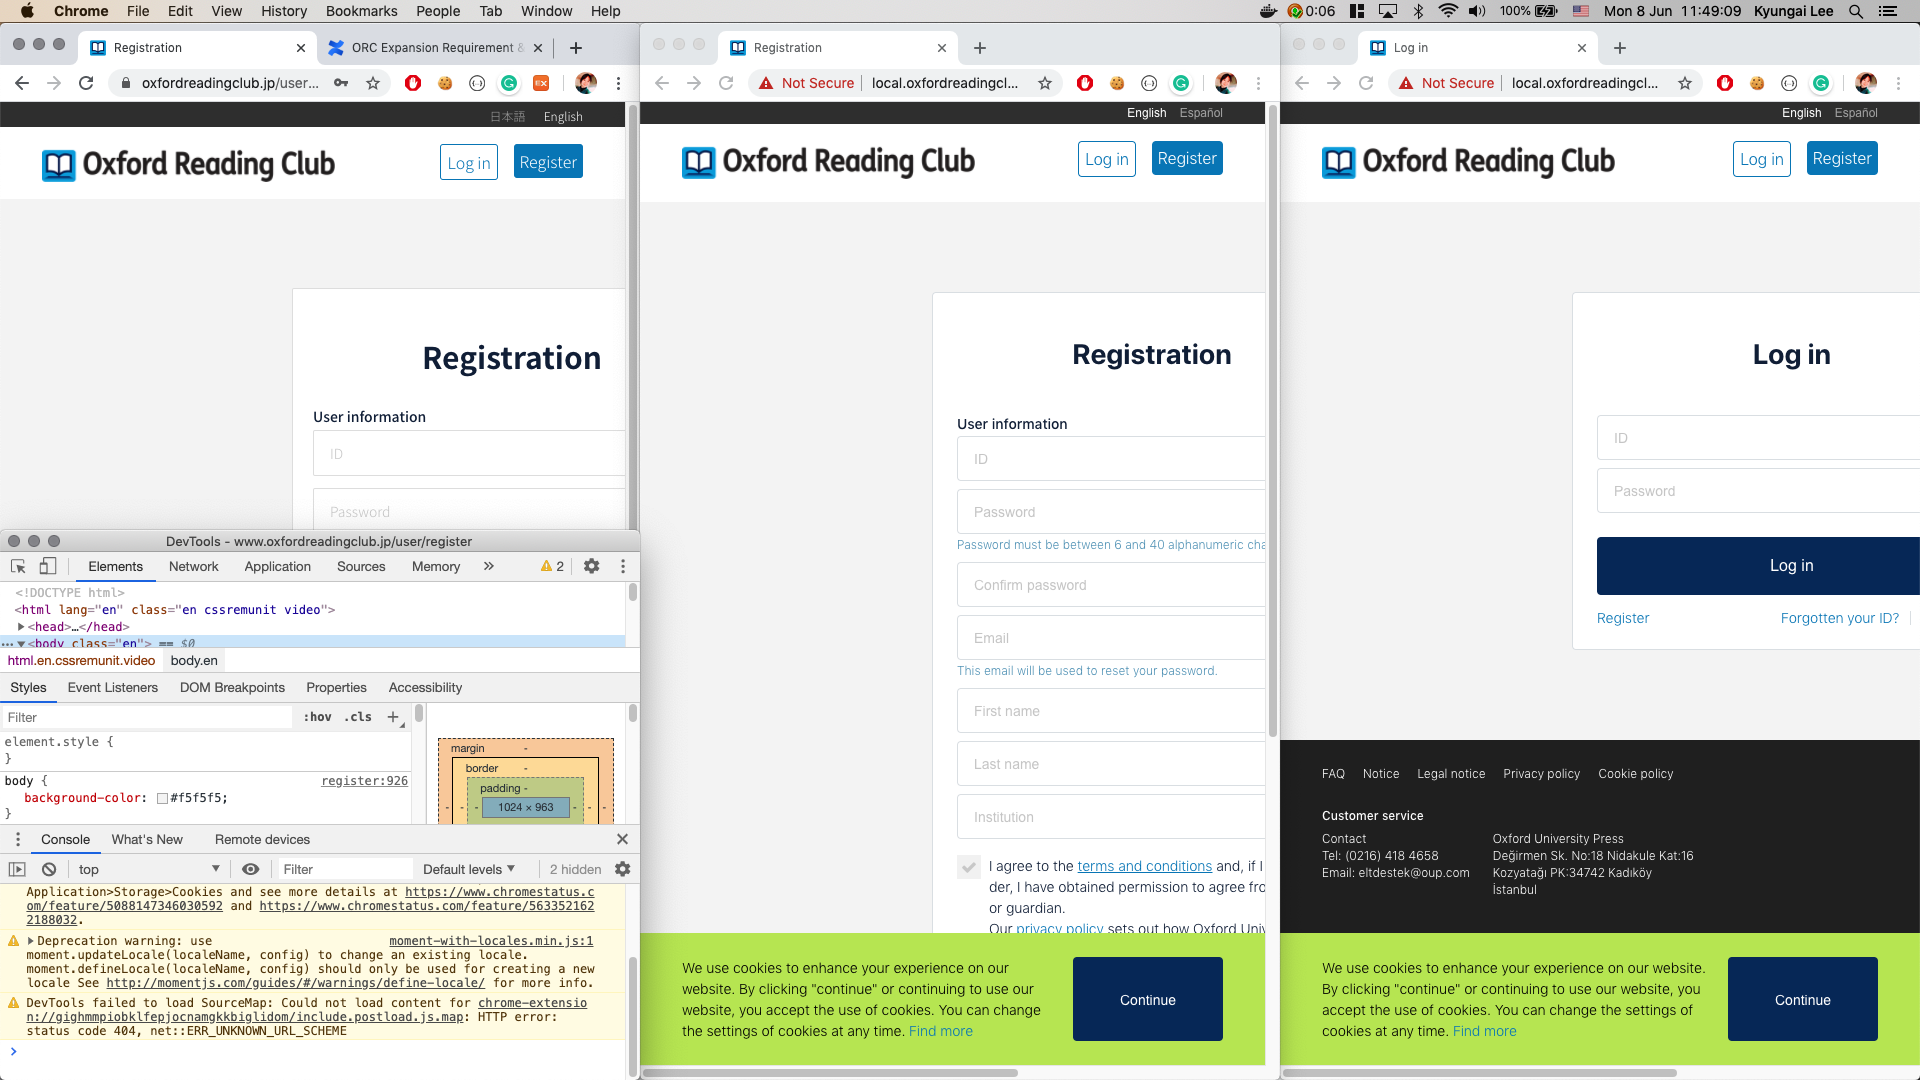 Chrome File Edit View History Bookmarks People Tab Window Help
0:06 100% Mon 8 Jun 11:49:09 Kyungai Lee
Registration
ORC Expansion Requirement &
oxfordreadingclub.jp/user...
EX
日本語 English
Oxford Reading Club
Log in
Register
Registration
User information
ID
Password
DevTools - www.oxfordreadingclub.jp/user/register
Elements Network Application Sources Memory » 2
<!DOCTYPE html>
<html lang="en" class="en cssremunit video">
<head>…</head>
<body class="en"> == $0
html.en.cssremunit.video body.en
Styles Event Listeners DOM Breakpoints Properties Accessibility
Filter :hov .cls +
element.style {
}
body { register:926
background-color: #f5f5f5;
}
margin -
border -
padding -
- - - 1024 × 963 - - -
Console What's New Remote devices
top Filter Default levels 2 hidden
Application>Storage>Cookies and see more details at https://www.chromestatus.c
om/feature/5088147346030592 and https://www.chromestatus.com/feature/563352162
2188032.
Deprecation warning: use moment-with-locales.min.js:1
moment.updateLocale(localeName, config) to change an existing locale.
moment.defineLocale(localeName, config) should only be used for creating a new
locale See http://momentjs.com/guides/#/warnings/define-locale/ for more info.
DevTools failed to load SourceMap: Could not load content for chrome-extensio
n://gighmmpiobklfepjocnamgkkbiglidom/include.postload.js.map: HTTP error:
status code 404, net::ERR_UNKNOWN_URL_SCHEME
Registration
Not Secure local.oxfordreadingcl...
English Español
Oxford Reading Club
Log in
Register
Registration
User information
ID
Password
Password must be between 6 and 40 alphanumeric cha
Confirm password
Email
This email will be used to reset your password.
First name
Last name
Institution
I agree to the terms and conditions and, if I
der, I have obtained permission to agree fro
or guardian.
Our privacy policy sets out how Oxford Uni
We use cookies to enhance your experience on our
website. By clicking "continue" or continuing to use our
website, you accept the use of cookies. You can change
the settings of cookies at any time. Find more
Continue
Log in
Not Secure local.oxfordreadingcl...
English Español
Oxford Reading Club
Log in
Register
Log in
ID
Password
Log in
Register Forgotten your ID?
FAQ Notice Legal notice Privacy policy Cookie policy
Customer service
Contact
Tel: (0216) 418 4658
Email: eltdestek@oup.com
Oxford University Press
Değirmen Sk. No:18 Nidakule Kat:16
Kozyatağı PK:34742 Kadıköy
İstanbul
We use cookies to enhance your experience on our website.
By clicking "continue" or continuing to use our website, you
accept the use of cookies. You can change the settings of
cookies at any time. Find more
Continue